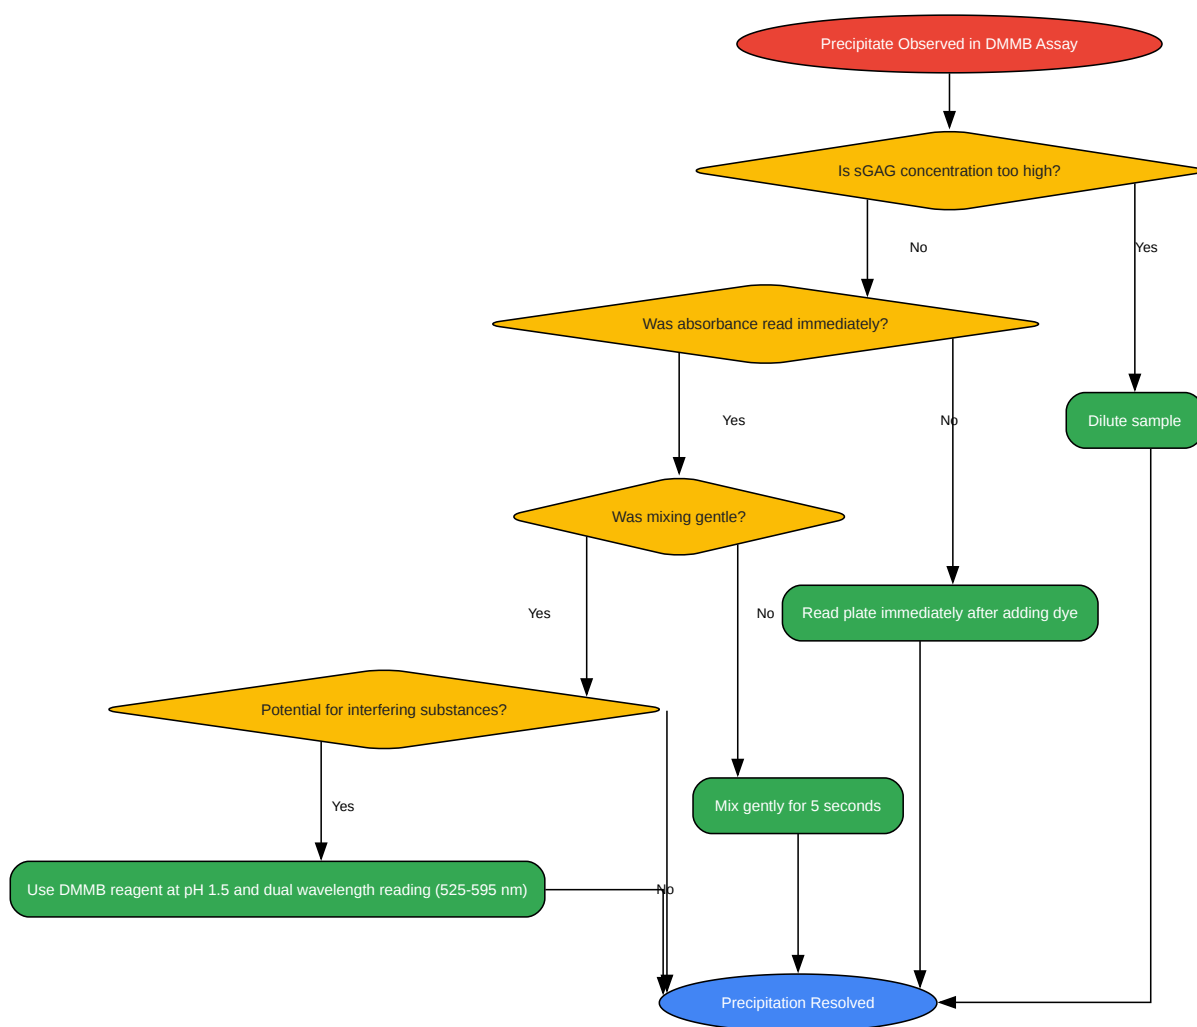 Precipitate Observed in DMMB Assay
Is sGAG concentration too high?
No
Yes
Was absorbance read immediately?
Yes
No
Dilute sample
Was mixing gentle?
Yes
No
Read plate immediately after adding dye
Potential for interfering substances?
Yes
Mix gently for 5 seconds
Use DMMB reagent at pH 1.5 and dual wavelength reading (525-595 nm)
No
Precipitation Resolved